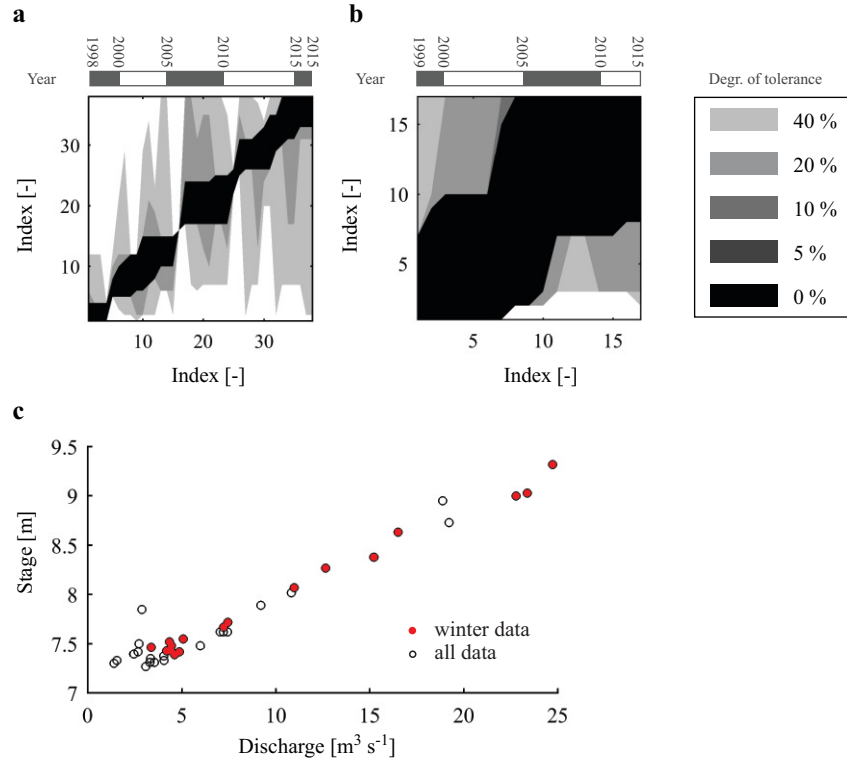 a
b
1998
2000
2005
2010
2015
2015
1999
2000
2005
2010
2015
Year
Year
Degr. of tolerance
40 %
20 %
10 %
5 %
0 %
30
20
10
Index [-]
10
20
30
Index [-]
15
10
5
Index [-]
5
10
15
Index [-]
c
9.5
9
8.5
8
7.5
7
Stage [m]
winter data
all data
0
5
10
15
20
25
Discharge [m³ s⁻¹]